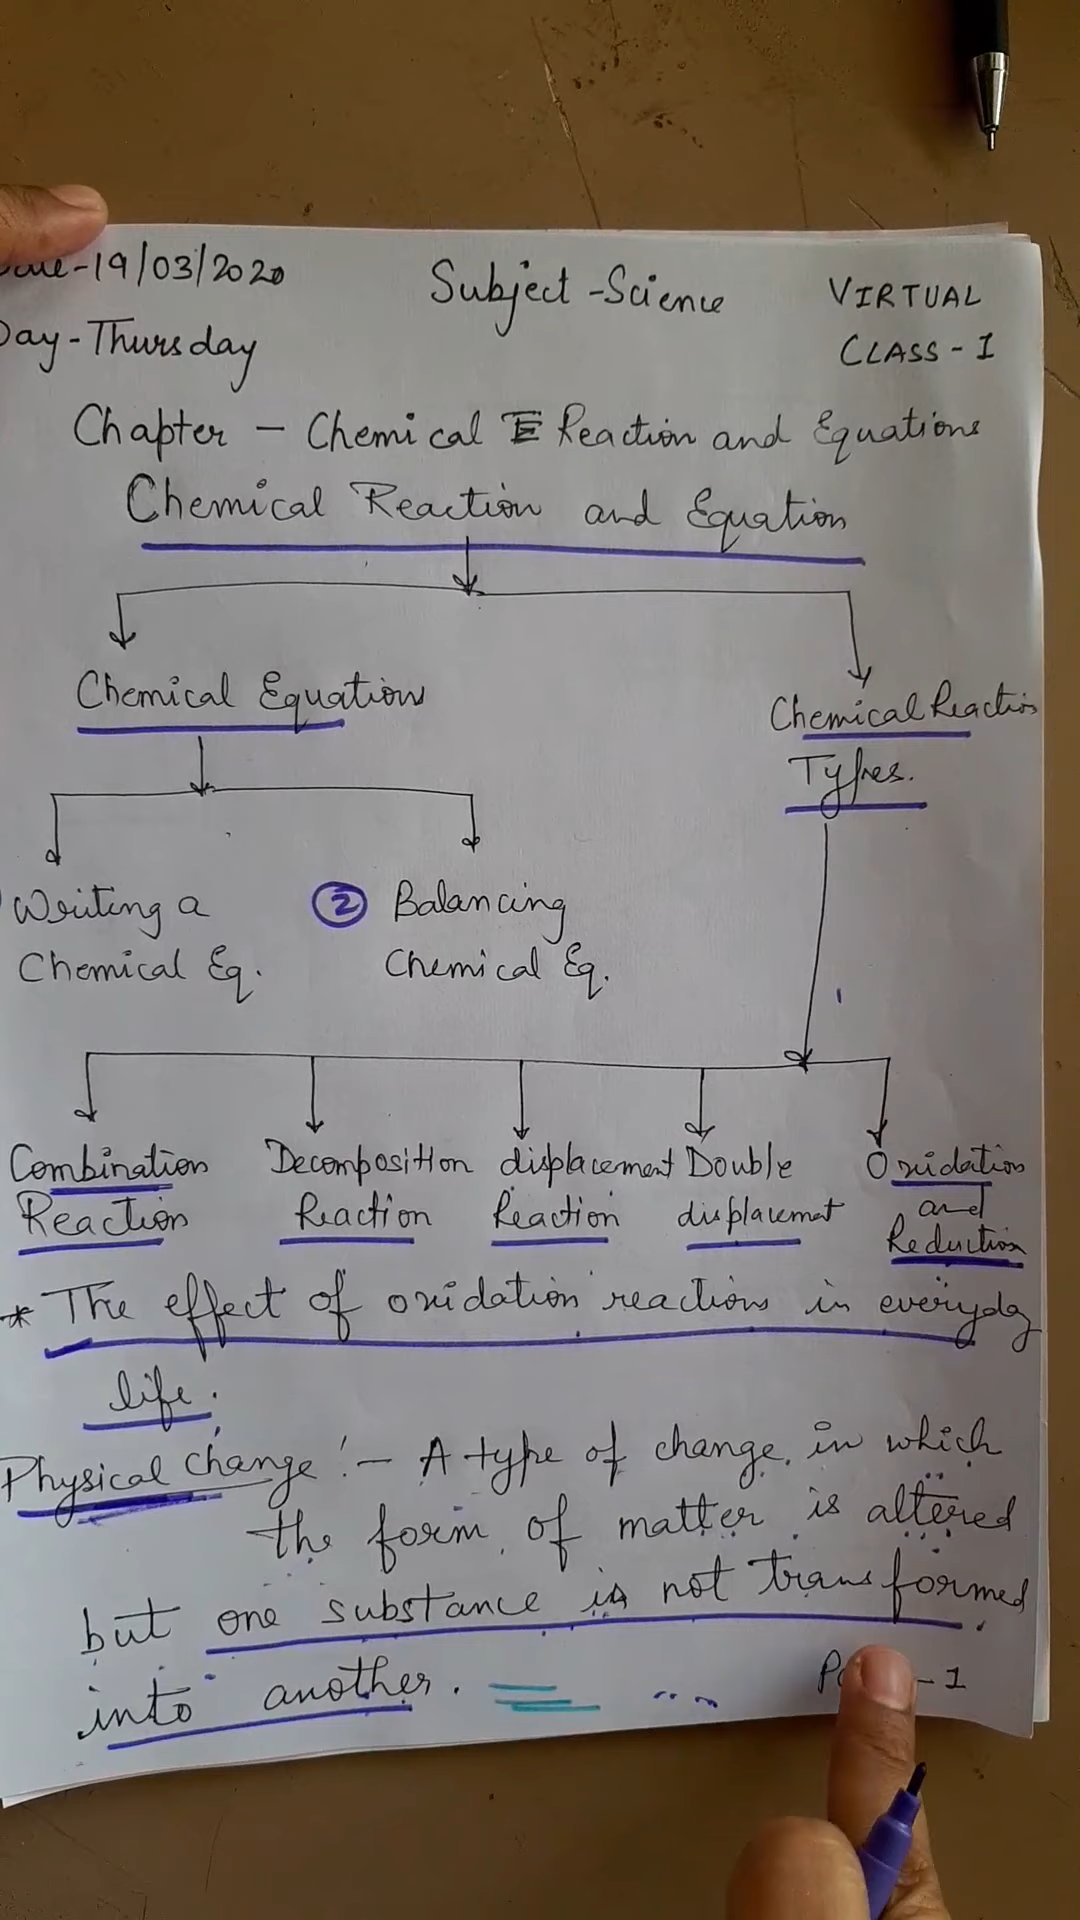 19/03/2020 Subject-Science VIRTUAL
Day-Thursday CLASS-I
Chapter - Chemical E Reaction and Equations
Chemical Reaction and Equation
Chemical Equations Chemical Reaction
Types.
Writing a ② Balancing
Chemical Eq. Chemical Eq.
Combination Decomposition displacement Double Oxidation
Reaction Reaction Reaction displacemet and
Reduction
* The effect of oxidation reactions in everyday
life.
Physical change :- A type of change in which
the form of matter is altered
but one substance is not transformed
into another. -1